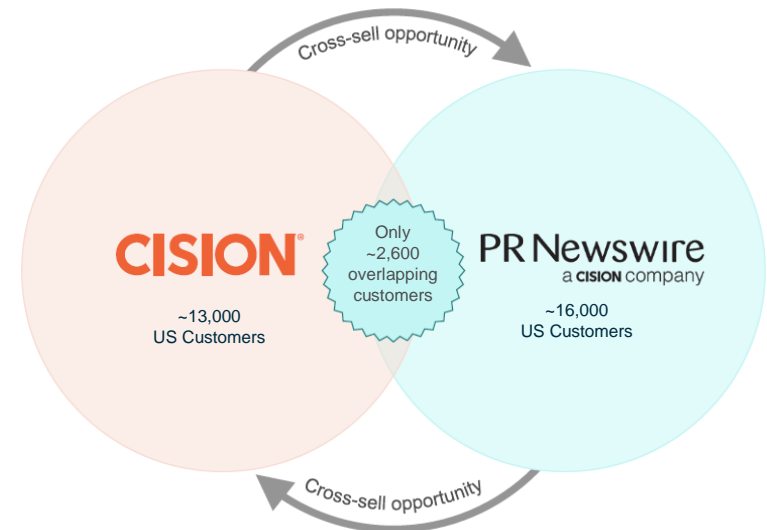 Cross-sell opportunity
CISION®
~13,000
US Customers
Only
~2,600
overlapping
customers
PR Newswire
a CISION company
~16,000
US Customers
Cross-sell opportunity